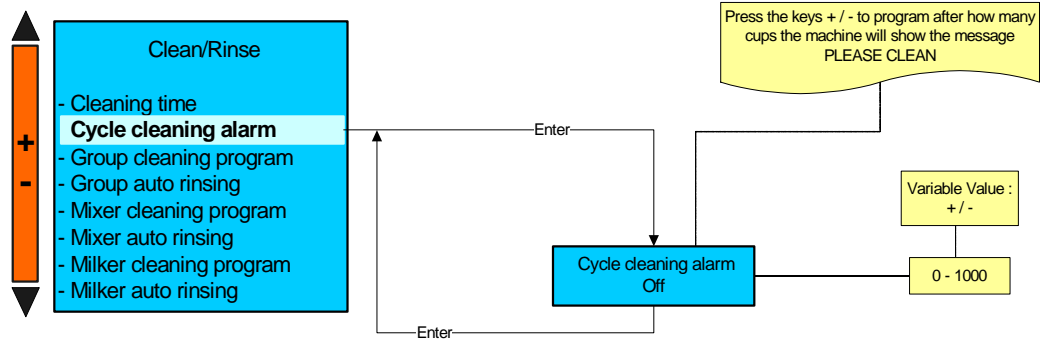 Press the keys + / - to program after how many
cups the machine will show the message
PLEASE CLEAN
Clean/Rinse
- Cleaning time
Cycle cleaning alarm
- Group cleaning program
- Group auto rinsing
- Mixer cleaning program
- Mixer auto rinsing
- Milker cleaning program
- Milker auto rinsing
+
-
Enter
Variable Value :
+ / -
Cycle cleaning alarm
Off
0 - 1000
Enter